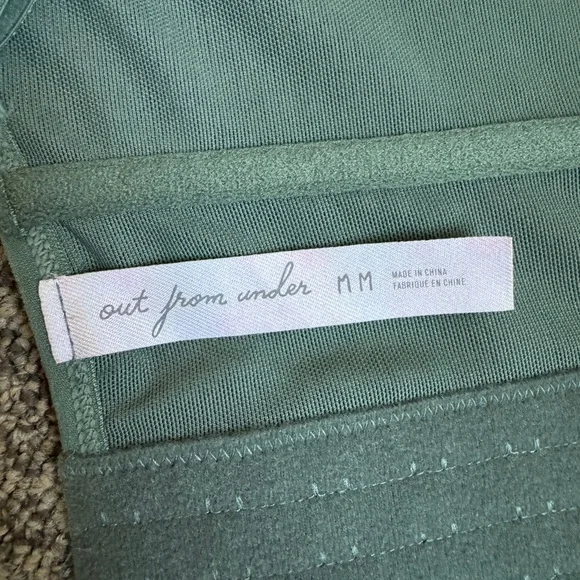 out from under M M MADE IN CHINA
FABRIQUÉ EN CHINE